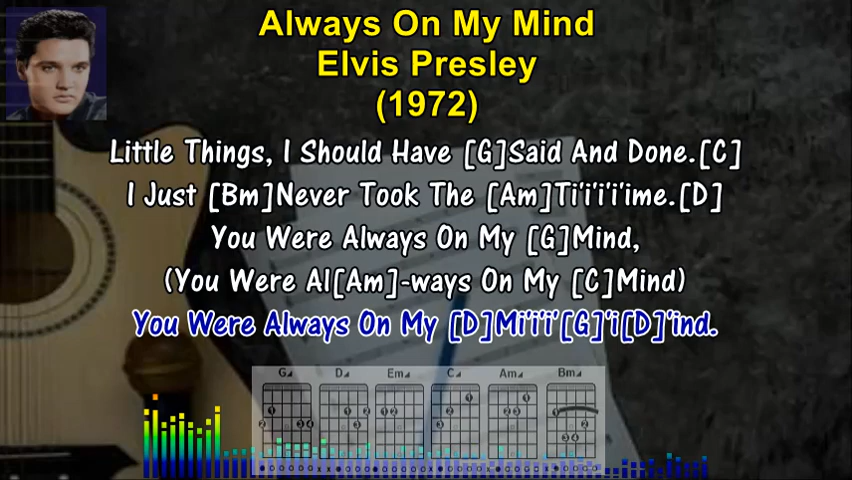 Always On My Mind
Elvis Presley
(1972)
Little Things, I Should Have [G]Said And Done.[C]
I Just [Bm]Never Took The [Am]Ti'i'i'i'ime.[D]
You Were Always On My [G]Mind,
(You Were Al[Am]-ways On My [C]Mind)
You Were Always On My [D]Mi'i'i'[G]'i[D]'ind.
G D Em C Am Bm